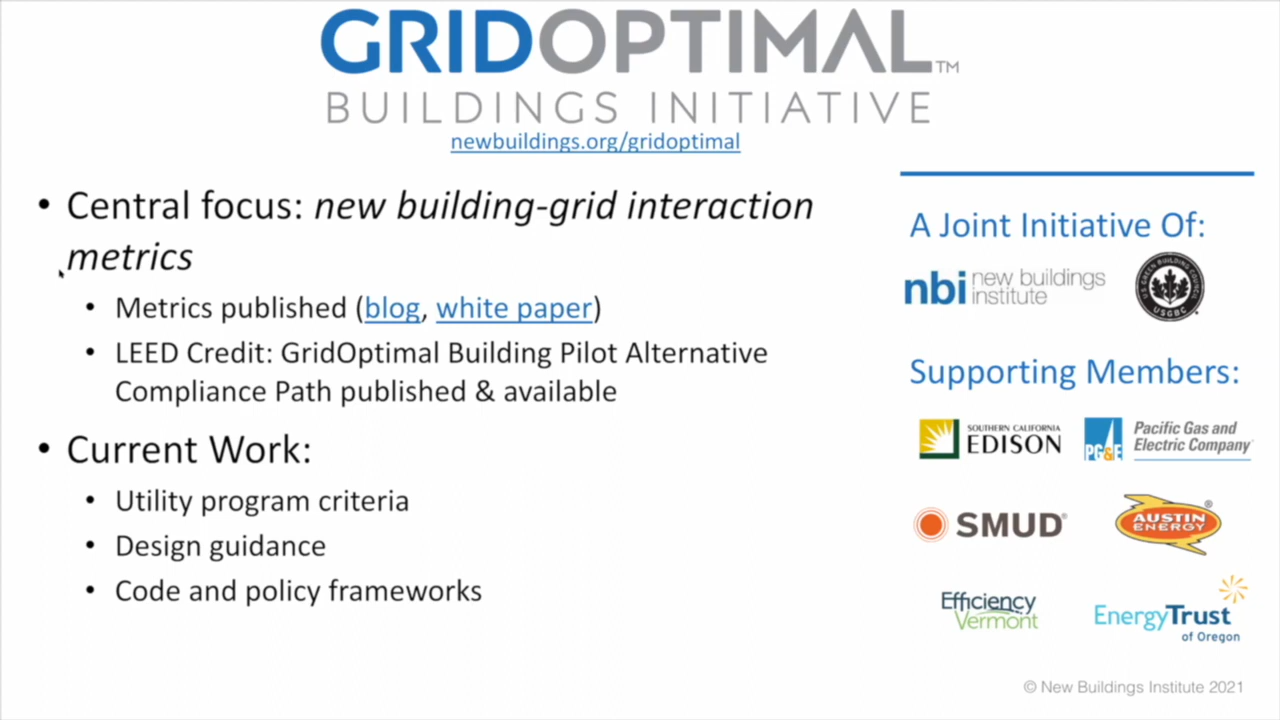 GRIDOPTIMAL™
BUILDINGS INITIATIVE
newbuildings.org/gridoptimal
• Central focus: new building-grid interaction
metrics
• Metrics published (blog, white paper)
• LEED Credit: GridOptimal Building Pilot Alternative
Compliance Path published & available
• Current Work:
• Utility program criteria
• Design guidance
• Code and policy frameworks
A Joint Initiative Of:
nbi new buildings
institute
U.S. GREEN BUILDING COUNCIL
USGBC
Supporting Members:
SOUTHERN CALIFORNIA
EDISON
PG&E
Pacific Gas and
Electric Company
SMUD®
AUSTIN
ENERGY
®
Efficiency
Vermont
EnergyTrust
of Oregon
© New Buildings Institute 2021